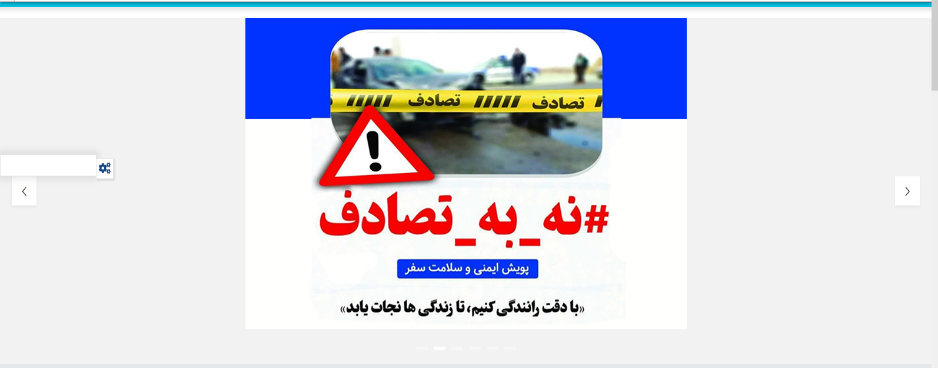 تصادف تصادف
#نه_به_تصادف
پویش ایمنی و سلامت سفر
«با دقت رانندگی کنیم، تا زندگی ها نجات یابد»